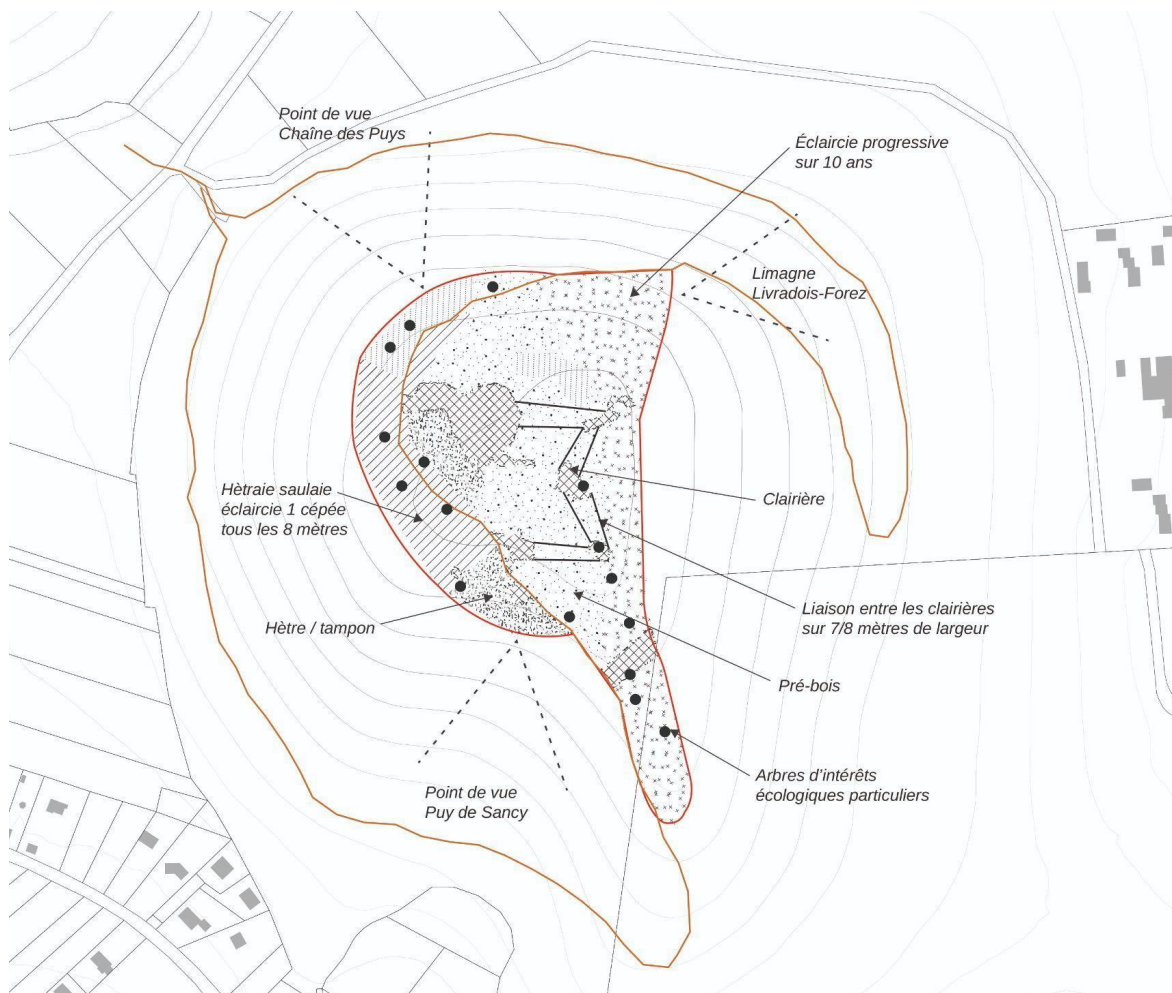 Point de vue
Chaîne des Puys
Éclaircie progressive
sur 10 ans
Limagne
Livradois-Forez
Hètraie saulaie
éclaircie 1 cépée
tous les 8 mètres
Clairière
Hètre / tampon
Liaison entre les clairières
sur 7/8 mètres de largeur
Pré-bois
Point de vue
Puy de Sancy
Arbres d'intérêts
écologiques particuliers